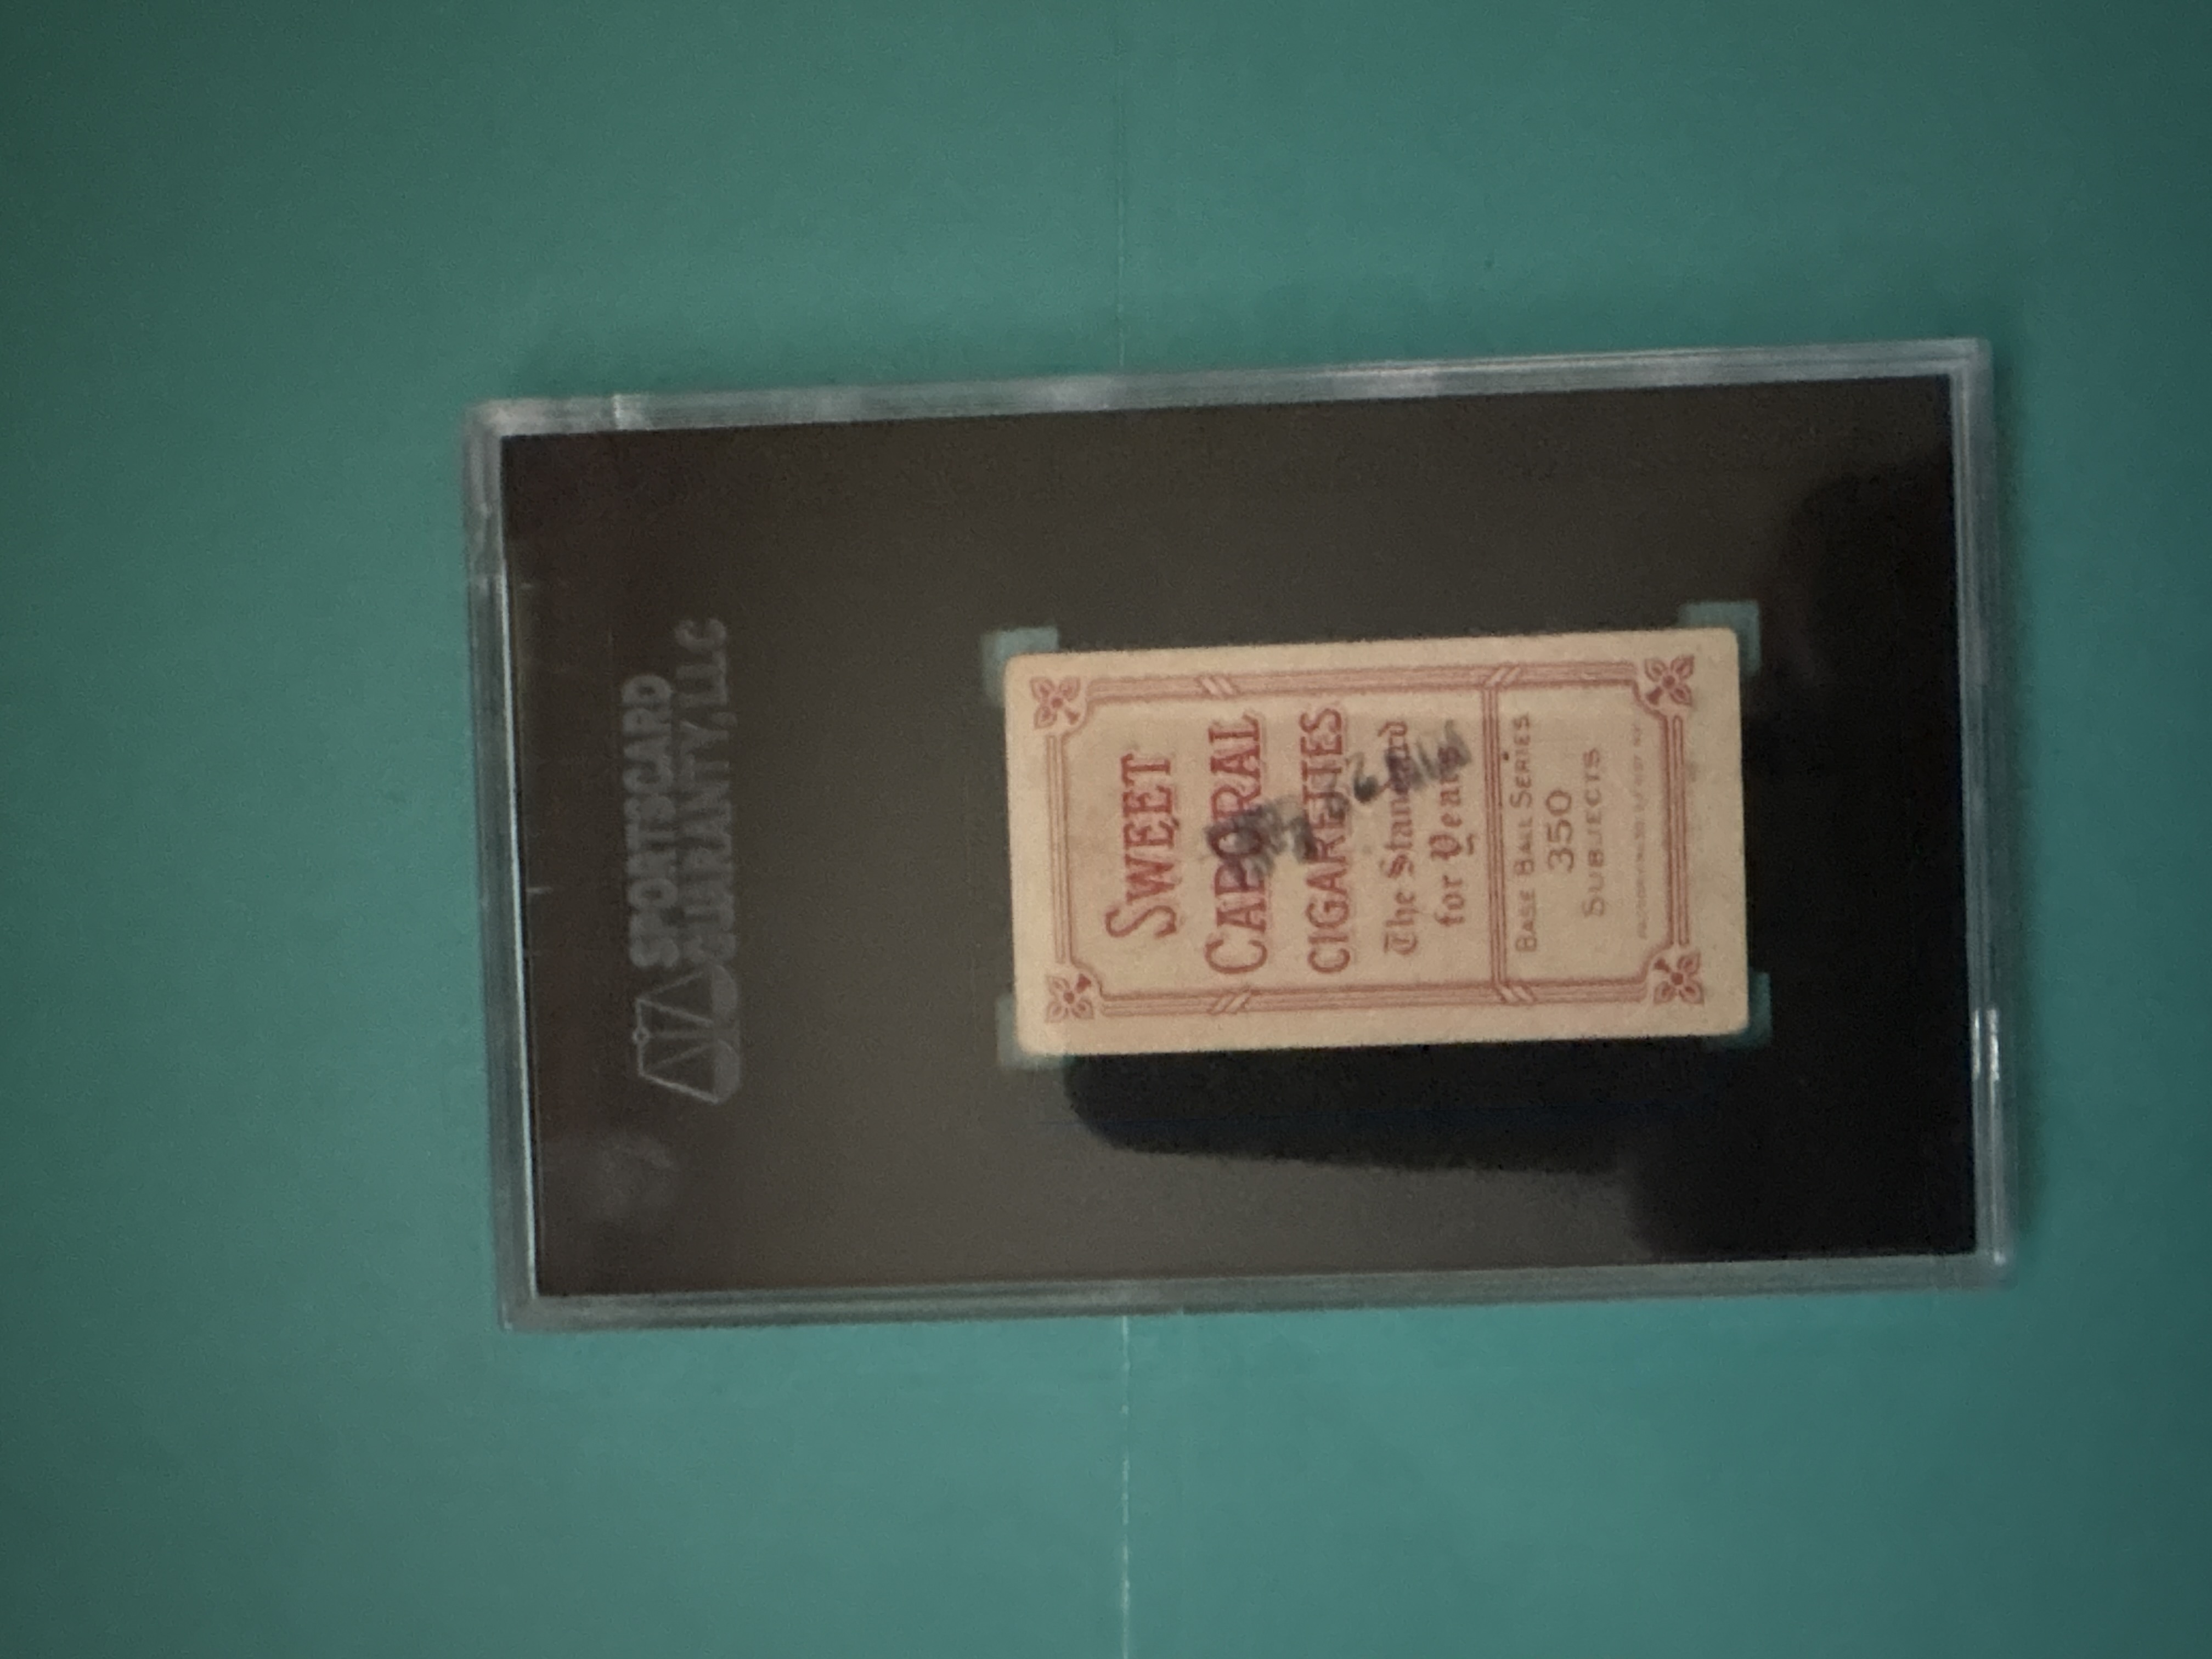 SPORTSCARD
GUARANTY, LLC
SWEET
CAPORAL
CIGARETTES
The Standard
for Years
BASE BALL SERIES
350
SUBJECTS